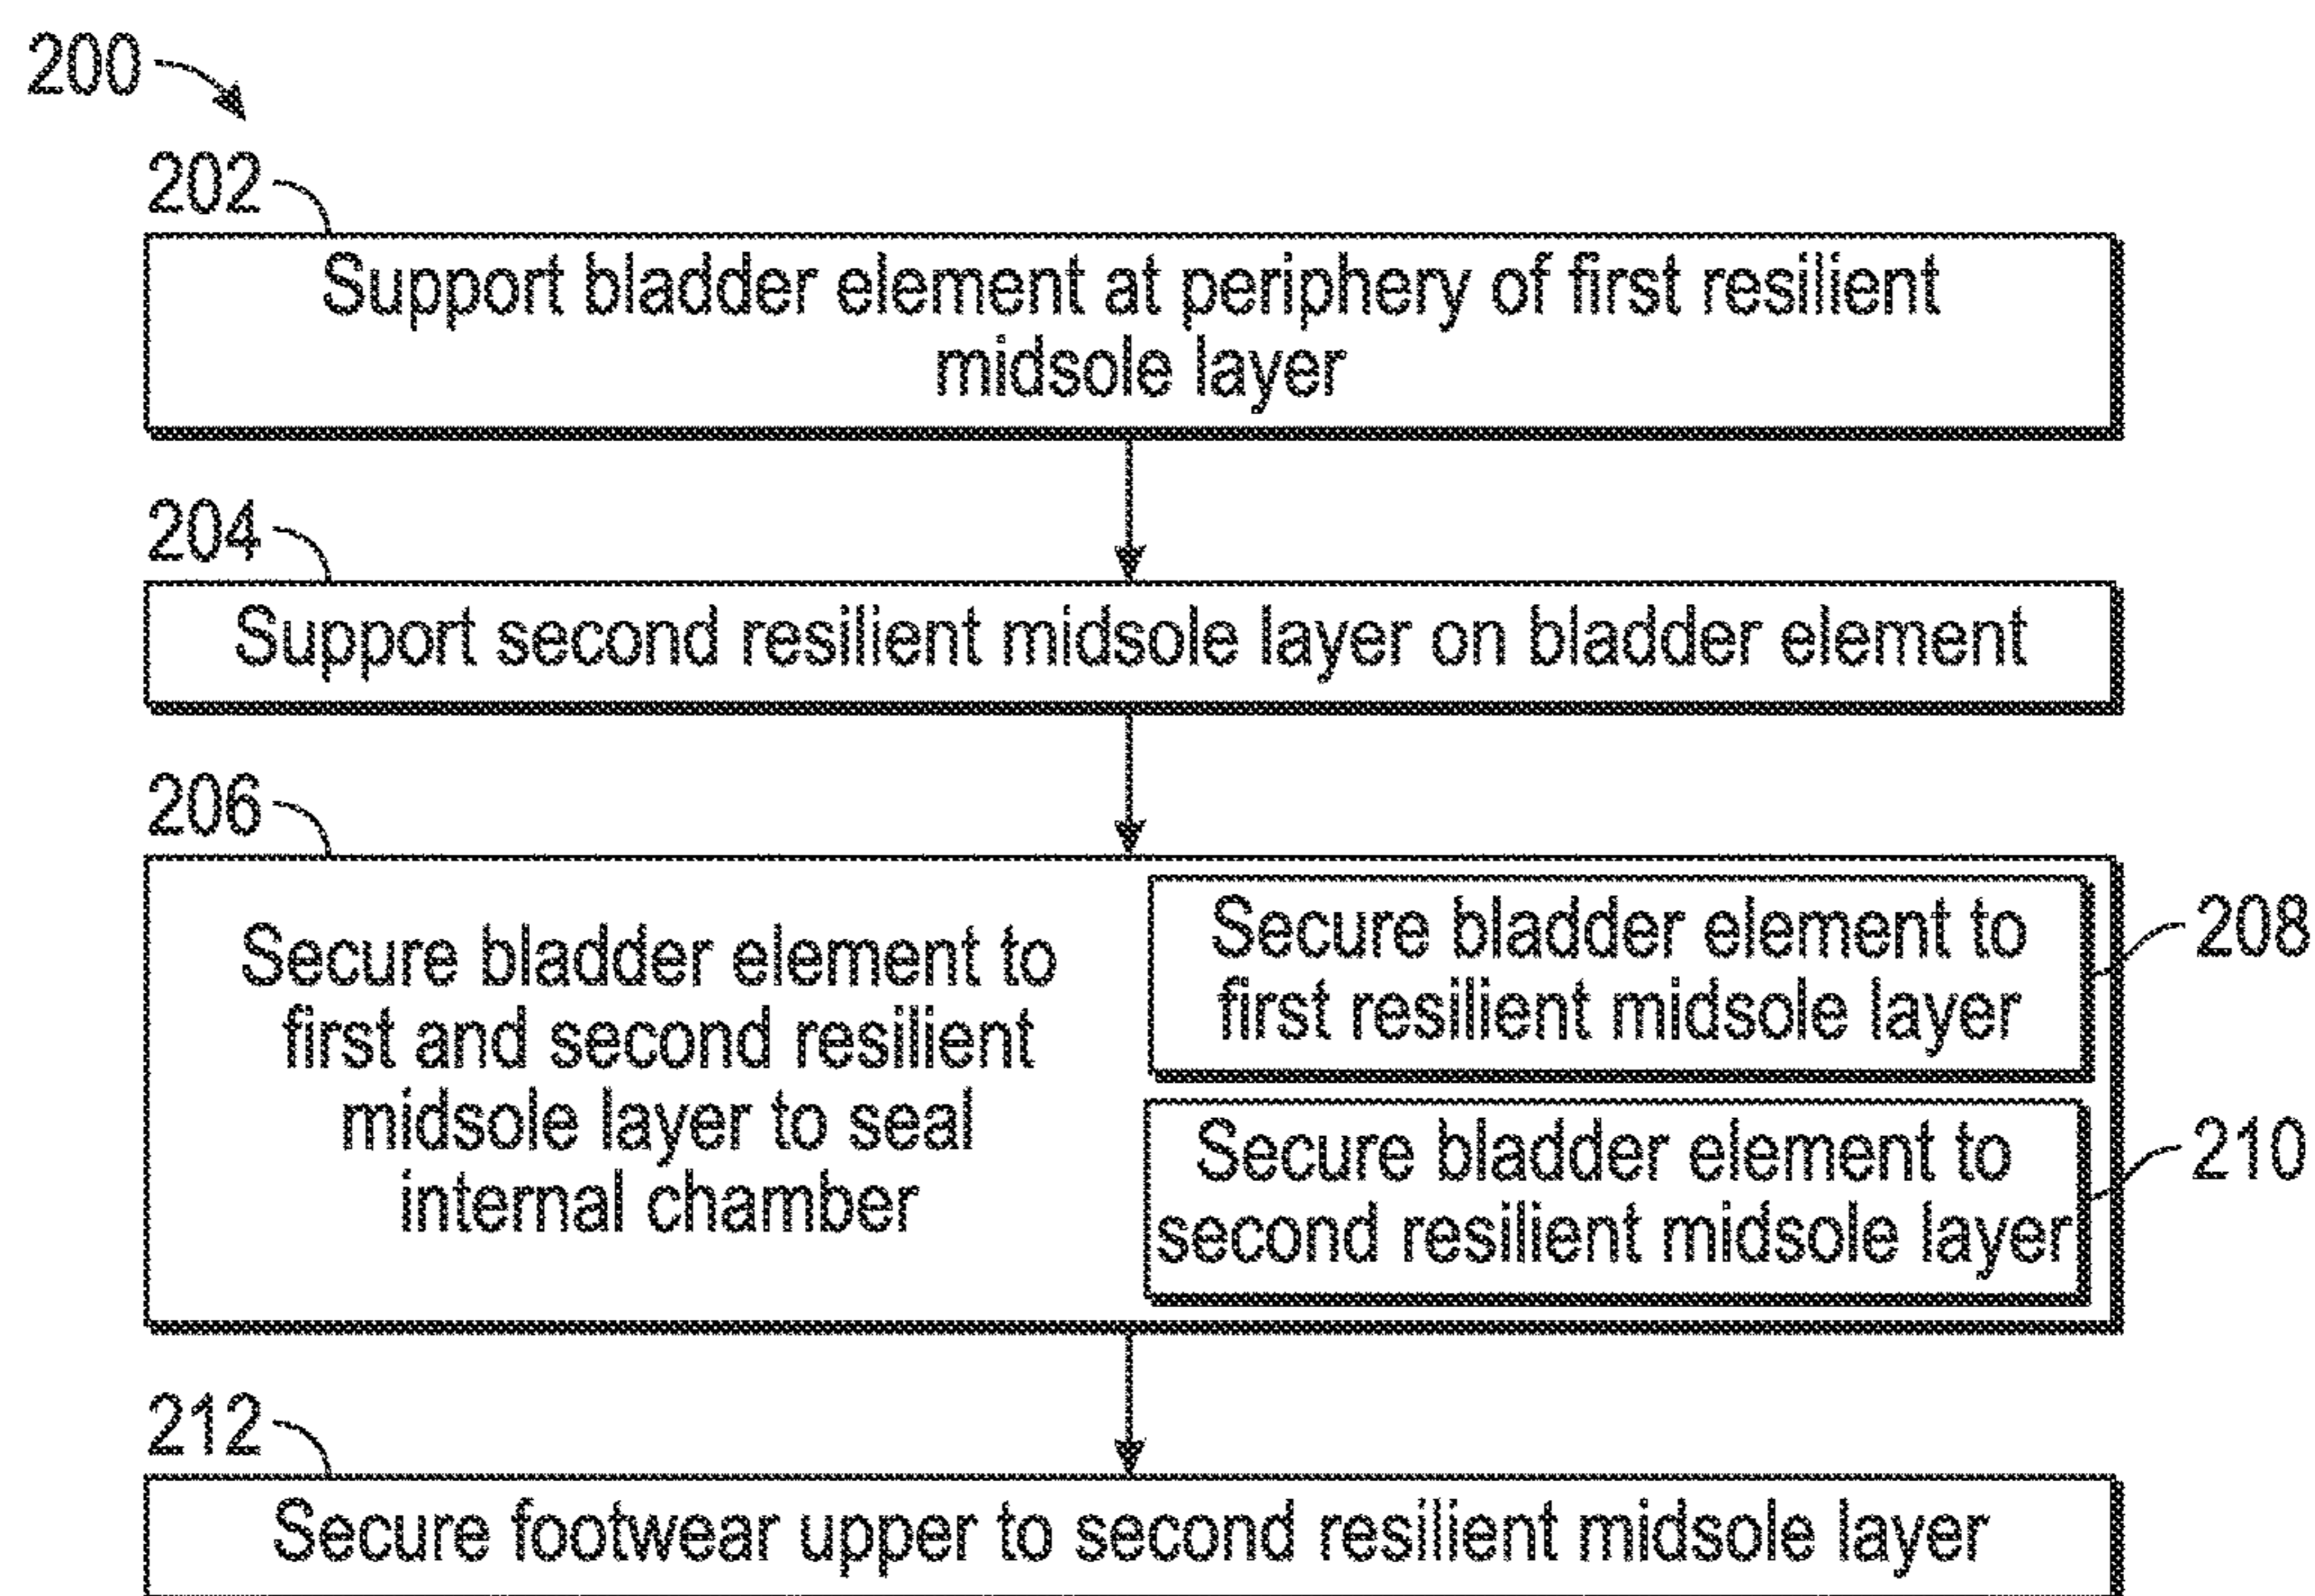 200
202
Support bladder element at periphery of first resilient
midsole layer
204
Support second resilient midsole layer on bladder element
206
Secure bladder element to
first and second resilient
midsole layer to seal
internal chamber
Secure bladder element to
first resilient midsole layer
208
Secure bladder element to
second resilient midsole layer
210
212
Secure footwear upper to second resilient midsole layer